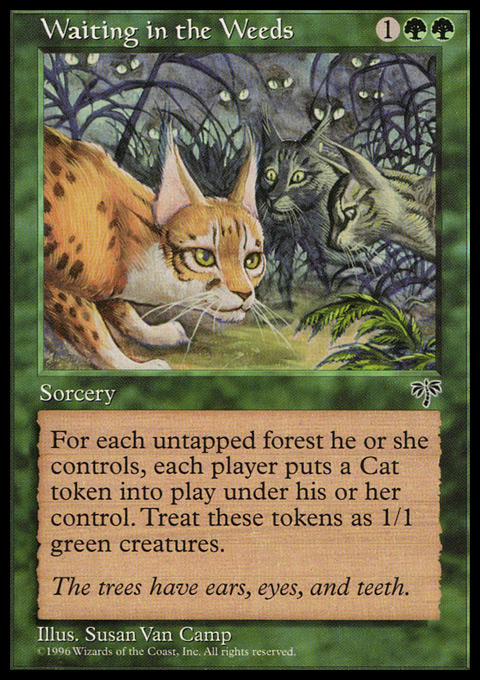 Waiting in the Weeds 1
Sorcery
For each untapped forest he or she
controls, each player puts a Cat
token into play under his or her
control. Treat these tokens as 1/1
green creatures.
The trees have ears, eyes, and teeth.
Illus. Susan Van Camp
©1996 Wizards of the Coast, Inc. All rights reserved.